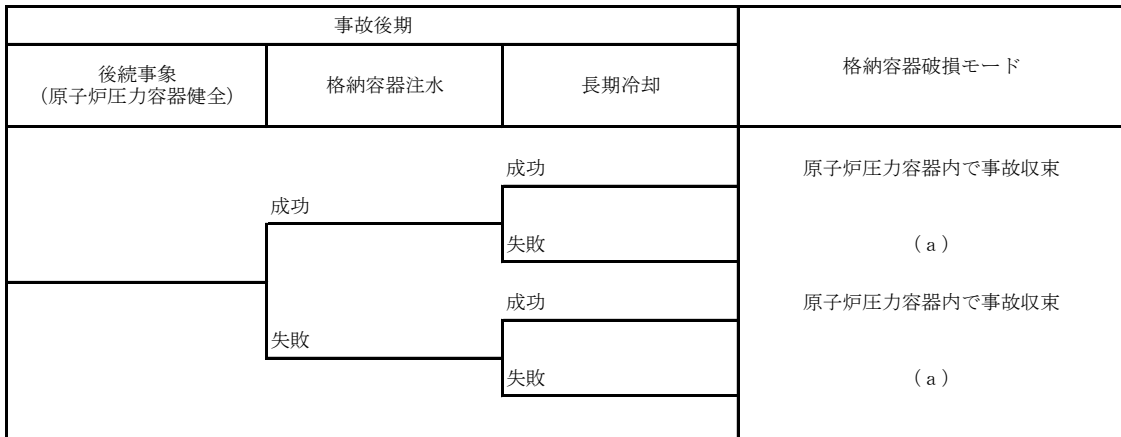 事故後期
格納容器破損モード
後続事象
(原子炉圧力容器健全)
格納容器注水
長期冷却
成功
原子炉圧力容器内で事故収束
成功
失敗
(a)
成功
原子炉圧力容器内で事故収束
失敗
失敗
(a)